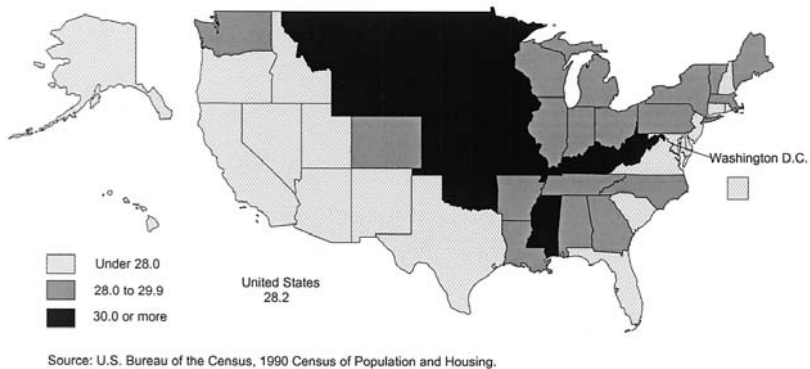 Washington D.C.
Under 28.0
28.0 to 29.9
30.0 or more
United States
28.2
Source: U.S. Bureau of the Census, 1990 Census of Population and Housing.